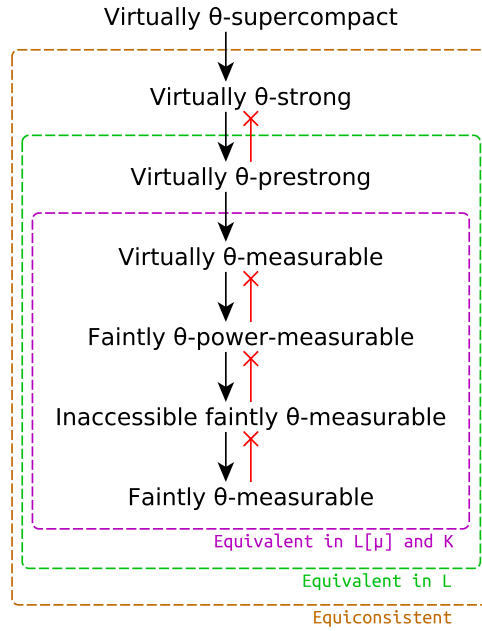 Virtually θ-supercompact
Virtually θ-strong
Virtually θ-prestrong
Virtually θ-measurable
Faintly θ-power-measurable
Inaccessible faintly θ-measurable
Faintly θ-measurable
Equivalent in L[μ] and K
Equivalent in L
Equiconsistent